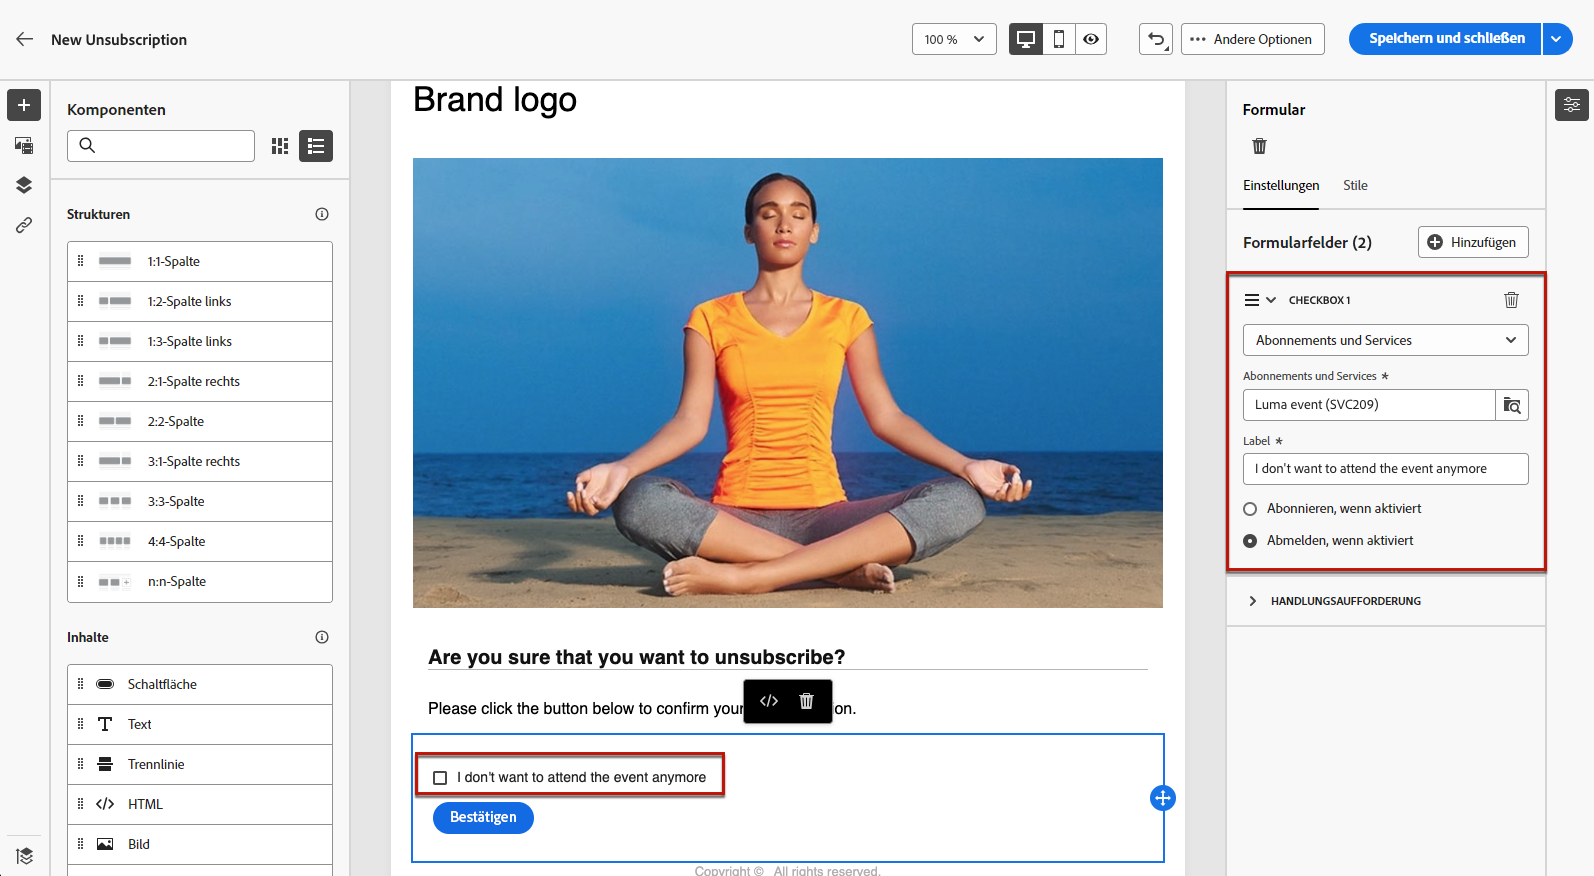 New Unsubscription
100 %
Andere Optionen
Speichern und schließen
Komponenten
Strukturen
1:1-Spalte
1:2-Spalte links
1:3-Spalte links
2:1-Spalte rechts
2:2-Spalte
3:1-Spalte rechts
3:3-Spalte
4:4-Spalte
n:n-Spalte
Inhalte
Schaltfläche
Text
Trennlinie
HTML
Bild
Brand logo
Are you sure that you want to unsubscribe?
Please click the button below to confirm your on.
I don't want to attend the event anymore
Bestätigen
Copyright © All rights reserved.
Formular
Einstellungen
Stile
Formularfelder (2)
Hinzufügen
CHECKBOX 1
Abonnements und Services
Abonnements und Services *
Luma event (SVC209)
Label *
I don't want to attend the event anymore
Abonnieren, wenn aktiviert
Abmelden, wenn aktiviert
HANDLUNGSAUFFORDERUNG